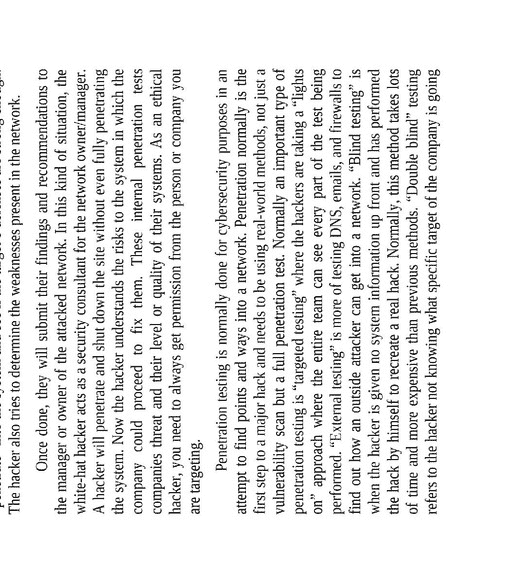 The hacker also tries to determine the weaknesses present in the network.
Once done, they will submit their findings and recommendations to
the manager or owner of the attacked network. In this kind of situation, the
white-hat hacker acts as a security consultant for the network owner/manager.
A hacker will penetrate and shut down the site without even fully penetrating
the system. Now the hacker understands the risks to the system in which the
company could proceed to fix them. These internal penetration tests
companies threat and their level or quality of their systems. As an ethical
hacker, you need to always get permission from the person or company you
are targeting.
Penetration testing is normally done for cybersecurity purposes in an
attempt to find points and ways into a network. Penetration normally is the
first step to a major hack and needs to be using real-world methods, not just a
vulnerability scan but a full penetration test. Normally an important type of
penetration testing is “targeted testing” where the hackers are taking a “lights
on” approach where the entire team can see every part of the test being
performed. “External testing” is more of testing DNS, emails, and firewalls to
find out how an outside attacker can get into a network. “Blind testing” is
when the hacker is given no system information up front and has performed
the hack by himself to recreate a real hack. Normally, this method takes lots
of time and more expensive than previous methods. “Double blind” testing
refers to the hacker not knowing what specific target of the company is going